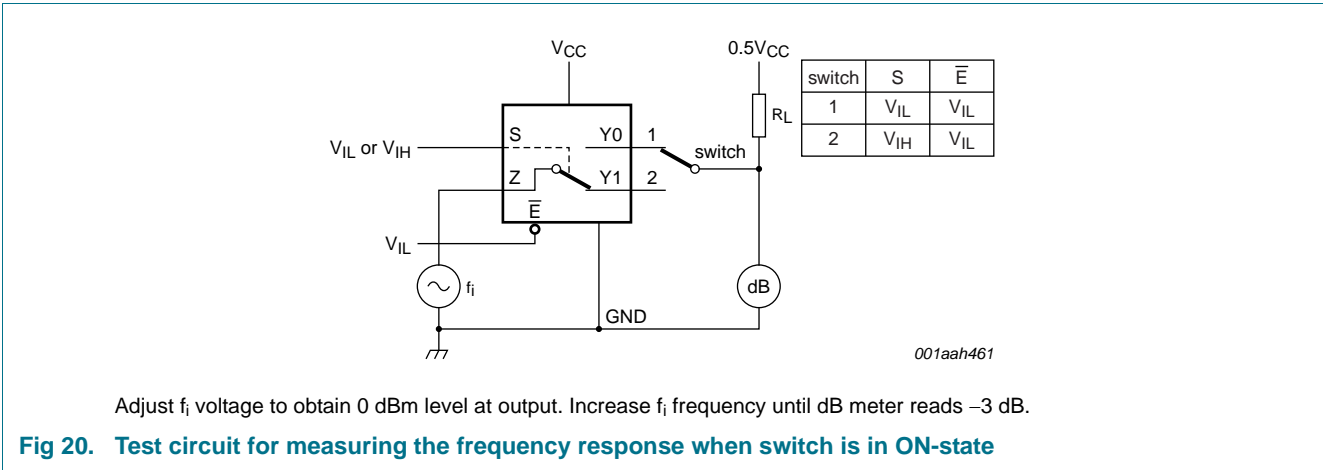 VCC
0.5VCC
switch S E̅
1 VIL VIL
2 VIH VIL
RL
VIL or VIH
S
Y0
1
switch
Z
Y1
2
E̅
VIL
fi
dB
GND
001aah461
Adjust fi voltage to obtain 0 dBm level at output. Increase fi frequency until dB meter reads −3 dB.
Fig 20. Test circuit for measuring the frequency response when switch is in ON-state